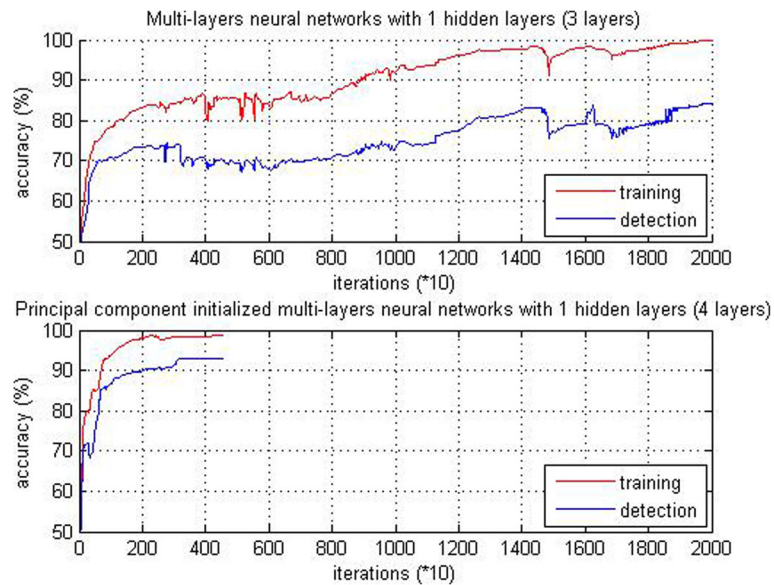 Multi-layers neural networks with 1 hidden layers (3 layers)
100
90
80
70
60
50
accuracy (%)
training
detection
0 200 400 600 800 1000 1200 1400 1600 1800 2000
iterations (*10)
Principal component initialized multi-layers neural networks with 1 hidden layers (4 layers)
100
90
80
70
60
50
accuracy (%)
training
detection
0 200 400 600 800 1000 1200 1400 1600 1800 2000
iterations (*10)